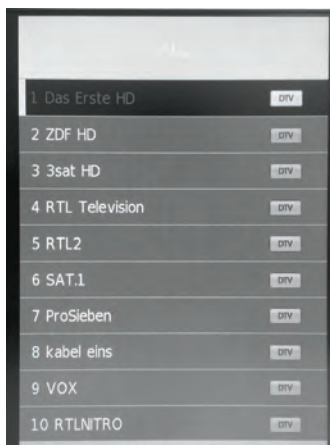 1 Das Erste HD DTV
2 ZDF HD DTV
3 3sat HD DTV
4 RTL Television DTV
5 RTL2 DTV
6 SAT.1 DTV
7 ProSieben DTV
8 kabel eins DTV
9 VOX DTV
10 RTLNITRO DTV